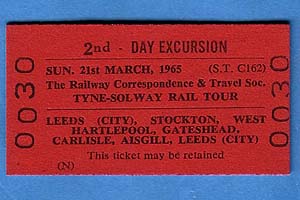 2nd - DAY EXCURSION
SUN. 21st MARCH, 1965 (S.T. C162)
The Railway Correspondence & Travel Soc.
TYNE-SOLWAY RAIL TOUR
LEEDS (CITY), STOCKTON, WEST
HARTLEPOOL, GATESHEAD,
CARLISLE, AISGILL, LEEDS (CITY)
This ticket may be retained
(N)
0030
0030